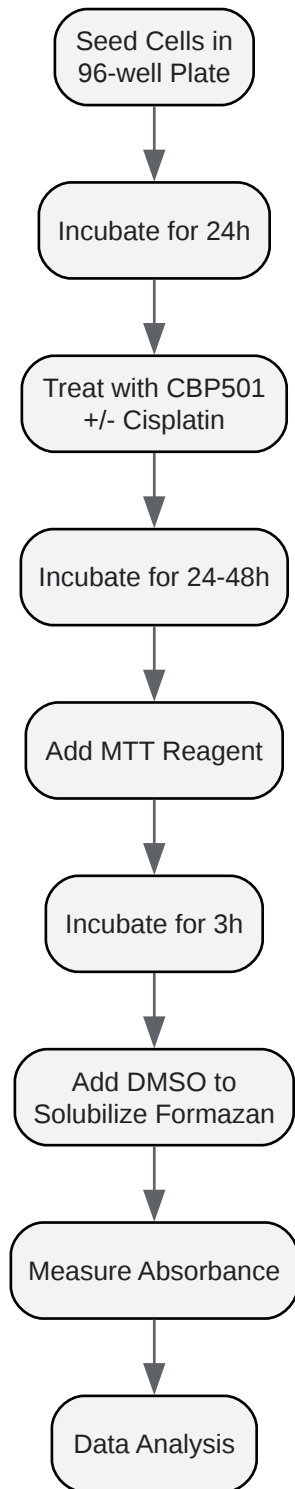 Seed Cells in
96-well Plate
Incubate for 24h
Treat with CBP501
+/- Cisplatin
Incubate for 24-48h
Add MTT Reagent
Incubate for 3h
Add DMSO to
Solubilize Formazan
Measure Absorbance
Data Analysis